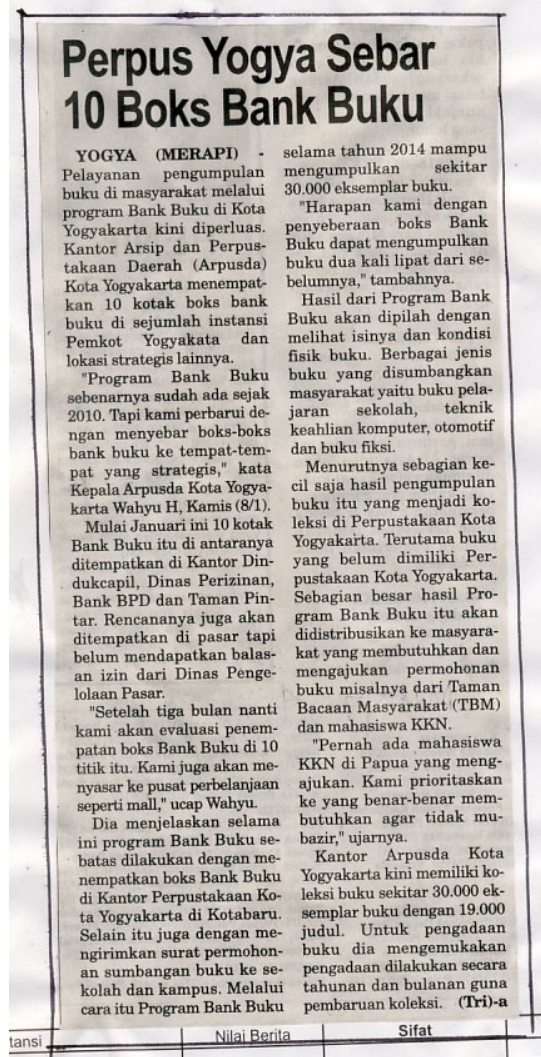 Perpus Yogya Sebar
10 Boks Bank Buku
YOGYA (MERAPI) -
Pelayanan pengumpulan
buku di masyarakat melalui
program Bank Buku di Kota
Yogyakarta kini diperluas.
Kantor Arsip dan Perpus-
takaan Daerah (Arpusda)
Kota Yogyakarta menempat-
kan 10 kotak boks bank
buku di sejumlah instansi
Pemkot Yogyakata dan
lokasi strategis lainnya.
"Program Bank Buku
sebenarnya sudah ada sejak
2010. Tapi kami perbarui de-
ngan menyebar boks-boks
bank buku ke tempat-tem-
pat yang strategis," kata
Kepala Arpusda Kota Yogya-
karta Wahyu H, Kamis (8/1).
Mulai Januari ini 10 kotak
Bank Buku itu di antaranya
ditempatkan di Kantor Din-
dukcapil, Dinas Perizinan,
Bank BPD dan Taman Pin-
tar. Rencananya juga akan
ditempatkan di pasar tapi
belum mendapatkan balas-
an izin dari Dinas Penge-
lolaan Pasar.
"Setelah tiga bulan nanti
kami akan evaluasi penem-
patan boks Bank Buku di 10
titik itu. Kami juga akan me-
nyasar ke pusat perbelanjaan
seperti mall," ucap Wahyu.
Dia menjelaskan selama
ini program Bank Buku se-
batas dilakukan dengan me-
nempatkan boks Bank Buku
di Kantor Perpustakaan Ko-
ta Yogyakarta di Kotabaru.
Selain itu juga dengan me-
ngirimkan surat permohon-
an sumbangan buku ke se-
kolah dan kampus. Melalui
cara itu Program Bank Buku
selama tahun 2014 mampu
mengumpulkan sekitar
30.000 eksemplar buku.
"Harapan kami dengan
penyeberaan boks Bank
Buku dapat mengumpulkan
buku dua kali lipat dari se-
belumnya," tambahnya.
Hasil dari Program Bank
Buku akan dipilah dengan
melihat isinya dan kondisi
fisik buku. Berbagai jenis
buku yang disumbangkan
masyarakat yaitu buku pela-
jaran sekolah, teknik
keahlian komputer, otomotif
dan buku fiksi.
Menurutnya sebagian ke-
cil saja hasil pengumpulan
buku itu yang menjadi ko-
leksi di Perpustakaan Kota
Yogyakarta. Terutama buku
yang belum dimiliki Per-
pustakaan Kota Yogyakarta.
Sebagian besar hasil Pro-
gram Bank Buku itu akan
didistribusikan ke masyara-
kat yang membutuhkan dan
mengajukan permohonan
buku misalnya dari Taman
Bacaan Masyarakat (TBM)
dan mahasiswa KKN.
"Pernah ada mahasiswa
KKN di Papua yang meng-
ajukan. Kami prioritaskan
ke yang benar-benar mem-
butuhkan agar tidak mu-
bazir," ujarnya.
Kantor Arpusda Kota
Yogyakarta kini memiliki ko-
leksi buku sekitar 30.000 ek-
semplar buku dengan 19.000
judul. Untuk pengadaan
buku dia mengemukakan
pengadaan dilakukan secara
tahunan dan bulanan guna
pembaruan koleksi. (Tri)-a
tansi Nilai Berita Sifat